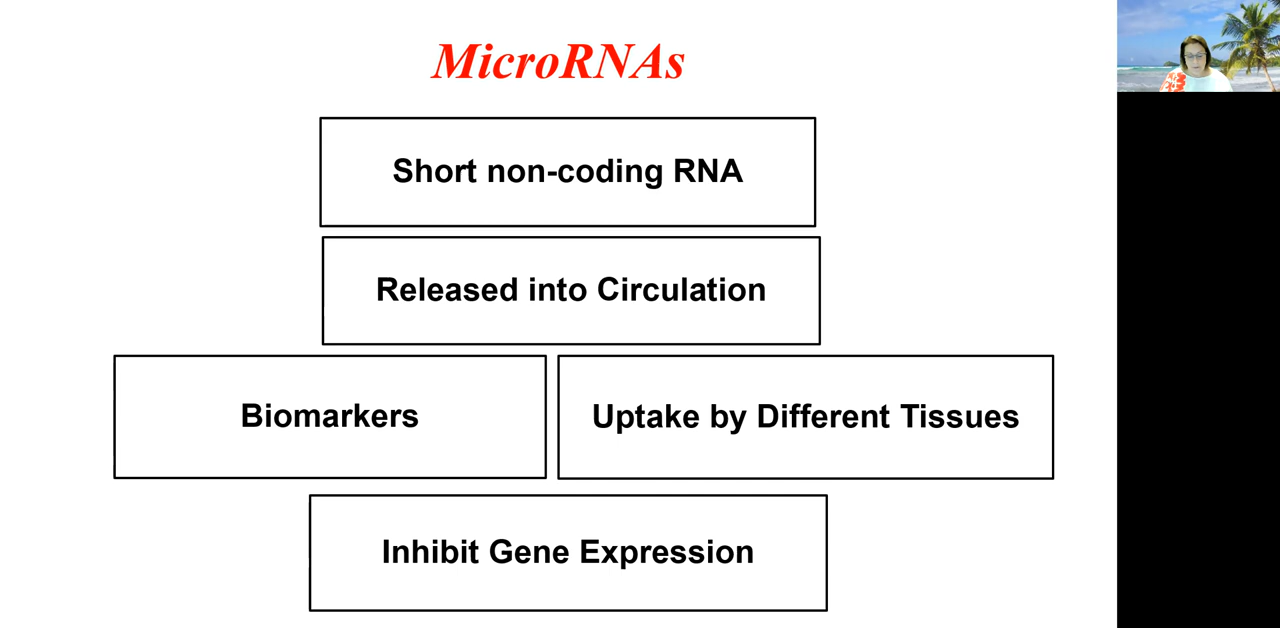 MicroRNAs
Short non-coding RNA
Released into Circulation
Biomarkers
Uptake by Different Tissues
Inhibit Gene Expression